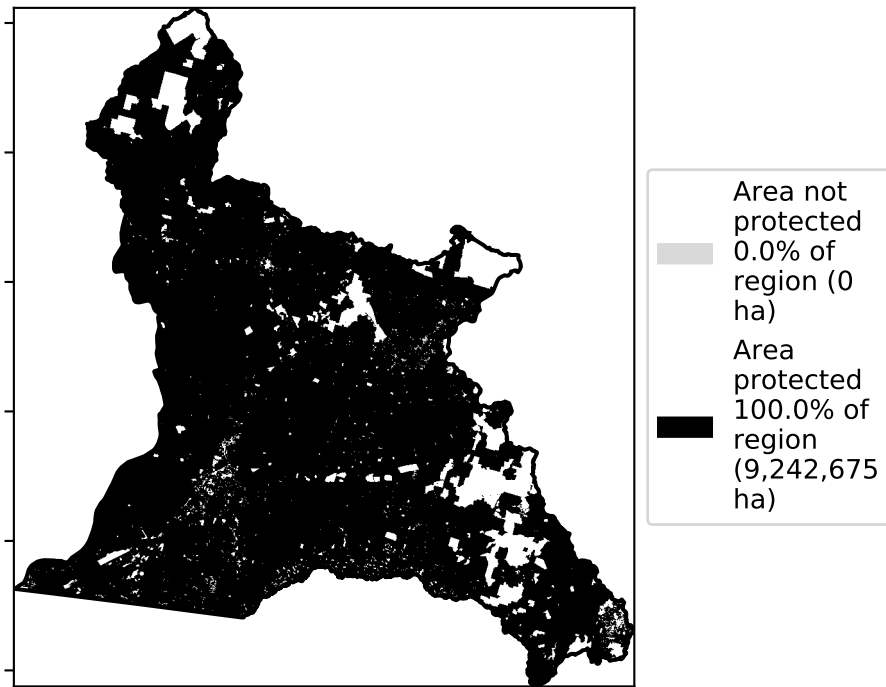 Area not
protected
0.0% of
region (0
ha)
Area
protected
100.0% of
region
(9,242,675
ha)